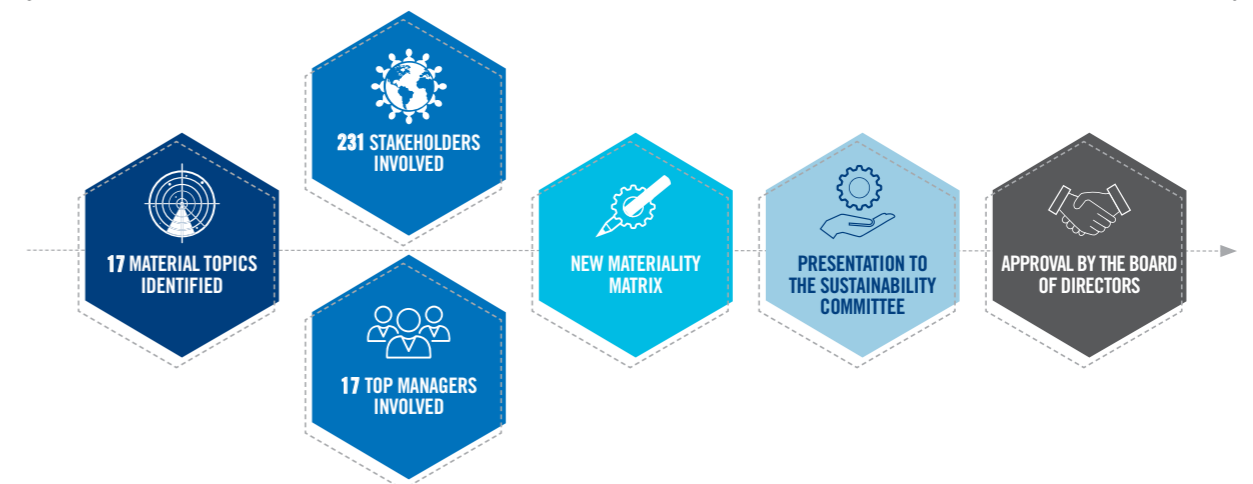 17 MATERIAL TOPICS
IDENTIFIED
231 STAKEHOLDERS
INVOLVED
17 TOP MANAGERS
INVOLVED
NEW MATERIALITY
MATRIX
PRESENTATION TO
THE SUSTAINABILITY
COMMITTEE
APPROVAL BY THE BOARD
OF DIRECTORS